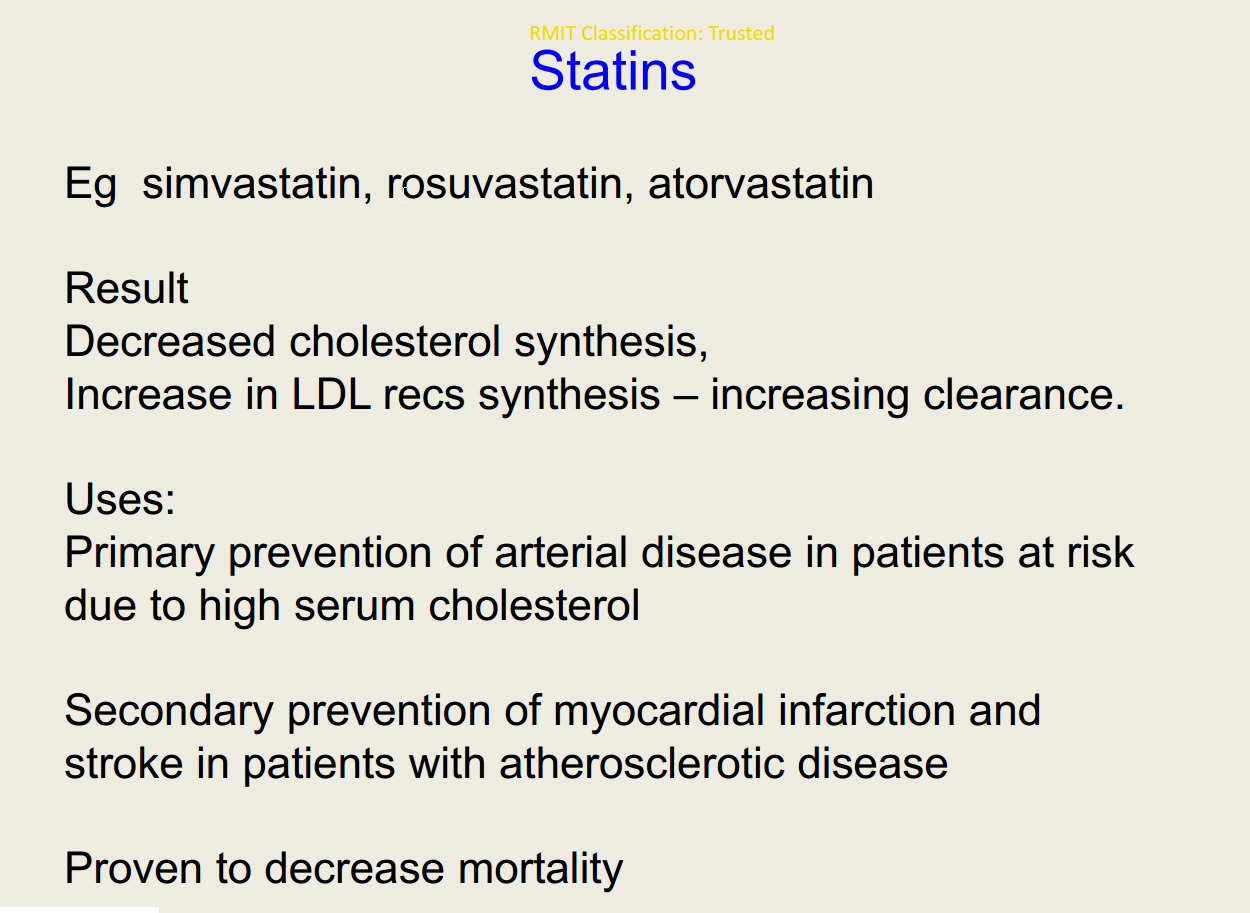 RMIT Classification: Trusted
Statins
Eg  simvastatin, rosuvastatin, atorvastatin
Result
Decreased cholesterol synthesis,
Increase in LDL recs synthesis – increasing clearance.
Uses:
Primary prevention of arterial disease in patients at risk
due to high serum cholesterol
Secondary prevention of myocardial infarction and
stroke in patients with atherosclerotic disease
Proven to decrease mortality